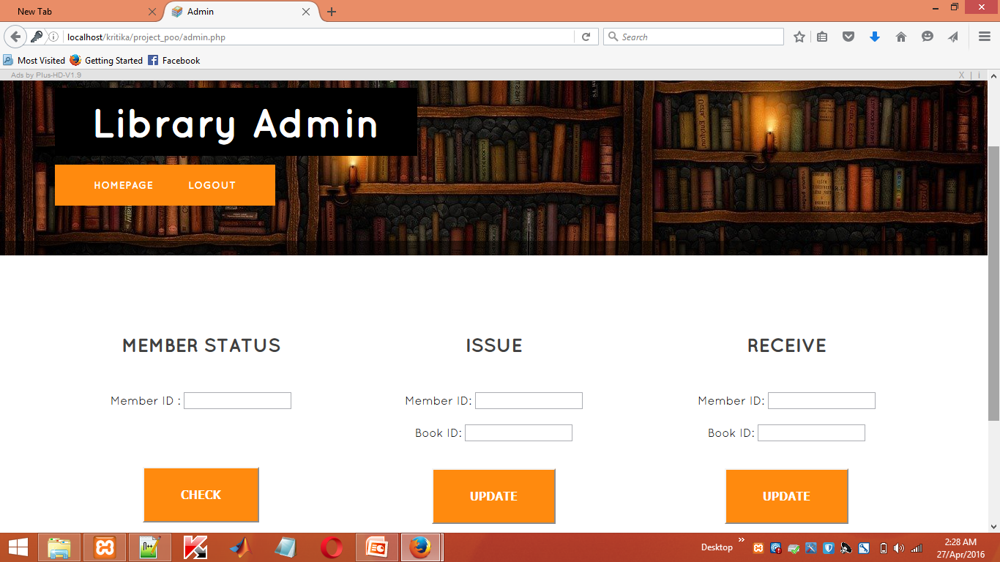 New Tab
Admin
localhost/kritika/project_poo/admin.php
Search
Most Visited
Getting Started
Facebook
Ads by Plus-HD-V1.9
X | i
Library Admin
HOMEPAGE
LOGOUT
MEMBER STATUS
ISSUE
RECEIVE
Member ID :
Member ID:
Member ID:
Book ID:
Book ID:
CHECK
UPDATE
UPDATE
Desktop
2:28 AM
27/Apr/2016